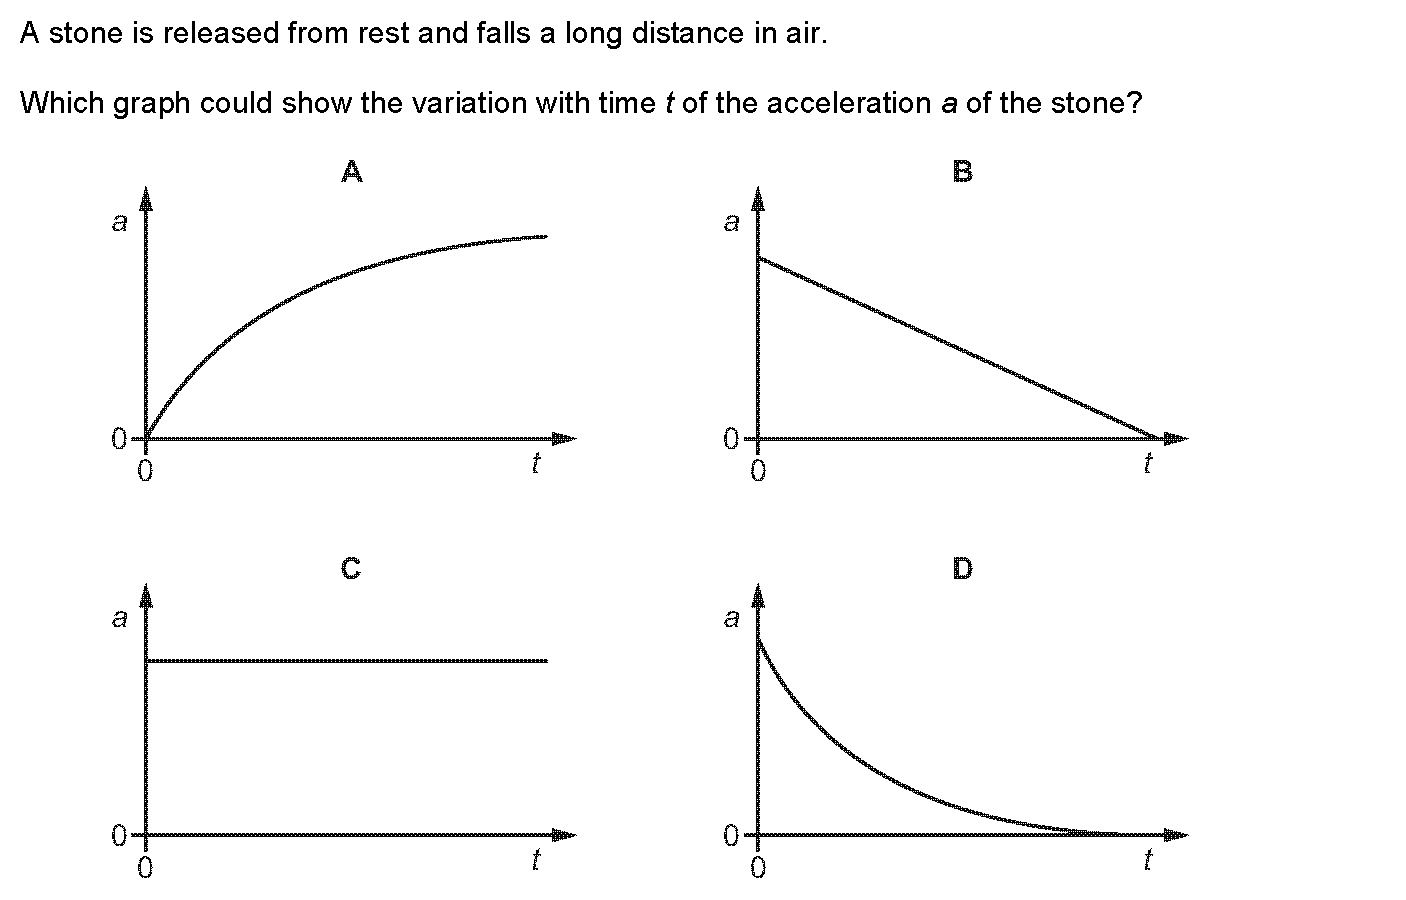 A stone is released from rest and falls a long distance in air.
Which graph could show the variation with time t of the acceleration a of the stone?
A
a
0
0
t
B
a
0
0
t
C
a
0
0
t
D
a
0
0
t